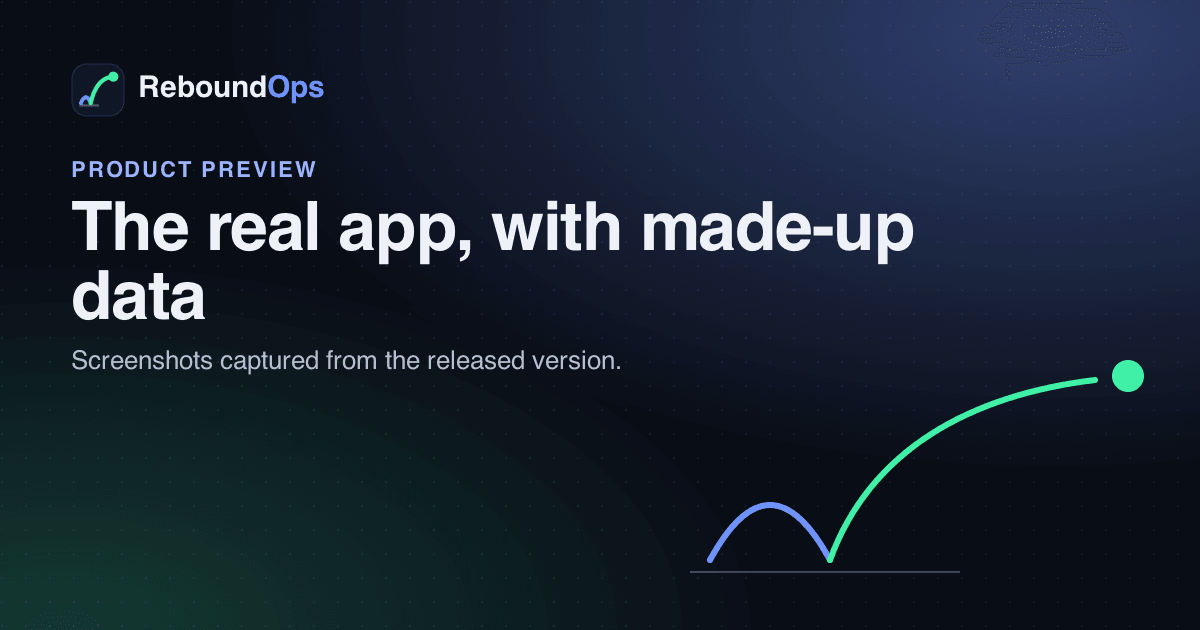 ReboundOps
PRODUCT PREVIEW
The real app, with made-up
data
Screenshots captured from the released version.